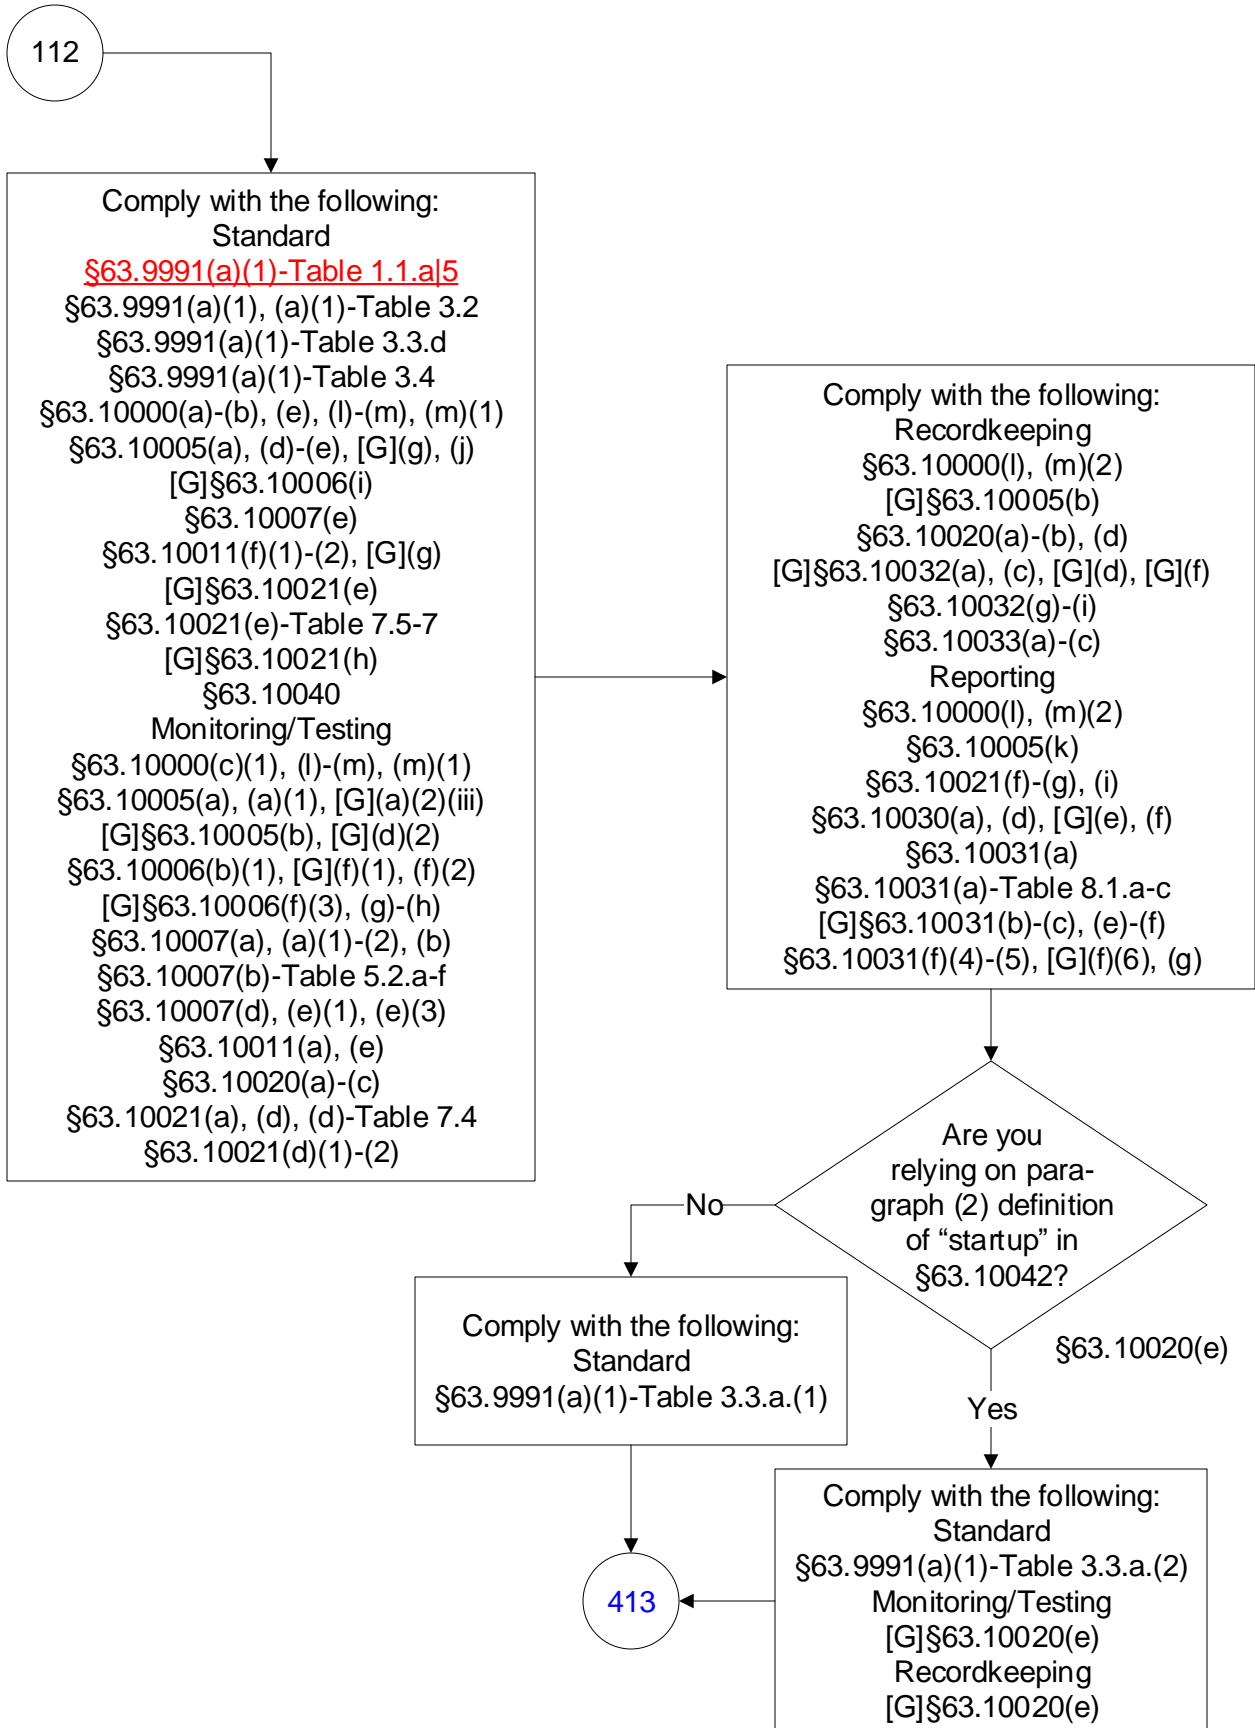 112
Comply with the following:
Standard
§63.9991(a)(1)-Table 1.1.a|5
§63.9991(a)(1), (a)(1)-Table 3.2
§63.9991(a)(1)-Table 3.3.d
§63.9991(a)(1)-Table 3.4
§63.10000(a)-(b), (e), (l)-(m), (m)(1)
§63.10005(a), (d)-(e), [G](g), (j)
[G]§63.10006(i)
§63.10007(e)
§63.10011(f)(1)-(2), [G](g)
[G]§63.10021(e)
§63.10021(e)-Table 7.5-7
[G]§63.10021(h)
§63.10040
Monitoring/Testing
§63.10000(c)(1), (l)-(m), (m)(1)
§63.10005(a), (a)(1), [G](a)(2)(iii)
[G]§63.10005(b), [G](d)(2)
§63.10006(b)(1), [G](f)(1), (f)(2)
[G]§63.10006(f)(3), (g)-(h)
§63.10007(a), (a)(1)-(2), (b)
§63.10007(b)-Table 5.2.a-f
§63.10007(d), (e)(1), (e)(3)
§63.10011(a), (e)
§63.10020(a)-(c)
§63.10021(a), (d), (d)-Table 7.4
§63.10021(d)(1)-(2)
Comply with the following:
Recordkeeping
§63.10000(l), (m)(2)
[G]§63.10005(b)
§63.10020(a)-(b), (d)
[G]§63.10032(a), (c), [G](d), [G](f)
§63.10032(g)-(i)
§63.10033(a)-(c)
Reporting
§63.10000(l), (m)(2)
§63.10005(k)
§63.10021(f)-(g), (i)
§63.10030(a), (d), [G](e), (f)
§63.10031(a)
§63.10031(a)-Table 8.1.a-c
[G]§63.10031(b)-(c), (e)-(f)
§63.10031(f)(4)-(5), [G](f)(6), (g)
Are you
relying on para-
graph (2) definition
of “startup” in
§63.10042?
§63.10020(e)
No
Comply with the following:
Standard
§63.9991(a)(1)-Table 3.3.a.(1)
Yes
Comply with the following:
Standard
§63.9991(a)(1)-Table 3.3.a.(2)
Monitoring/Testing
[G]§63.10020(e)
Recordkeeping
[G]§63.10020(e)
413